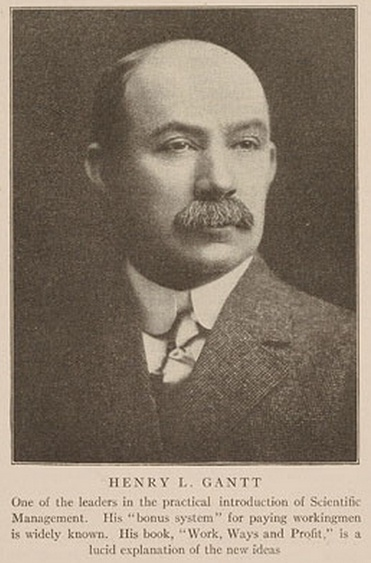 HENRY L. GANTT
One of the leaders in the practical introduction of Scientific
Management. His "bonus system" for paying workingmen
is widely known. His book, "Work, Ways and Profit," is a
lucid explanation of the new ideas